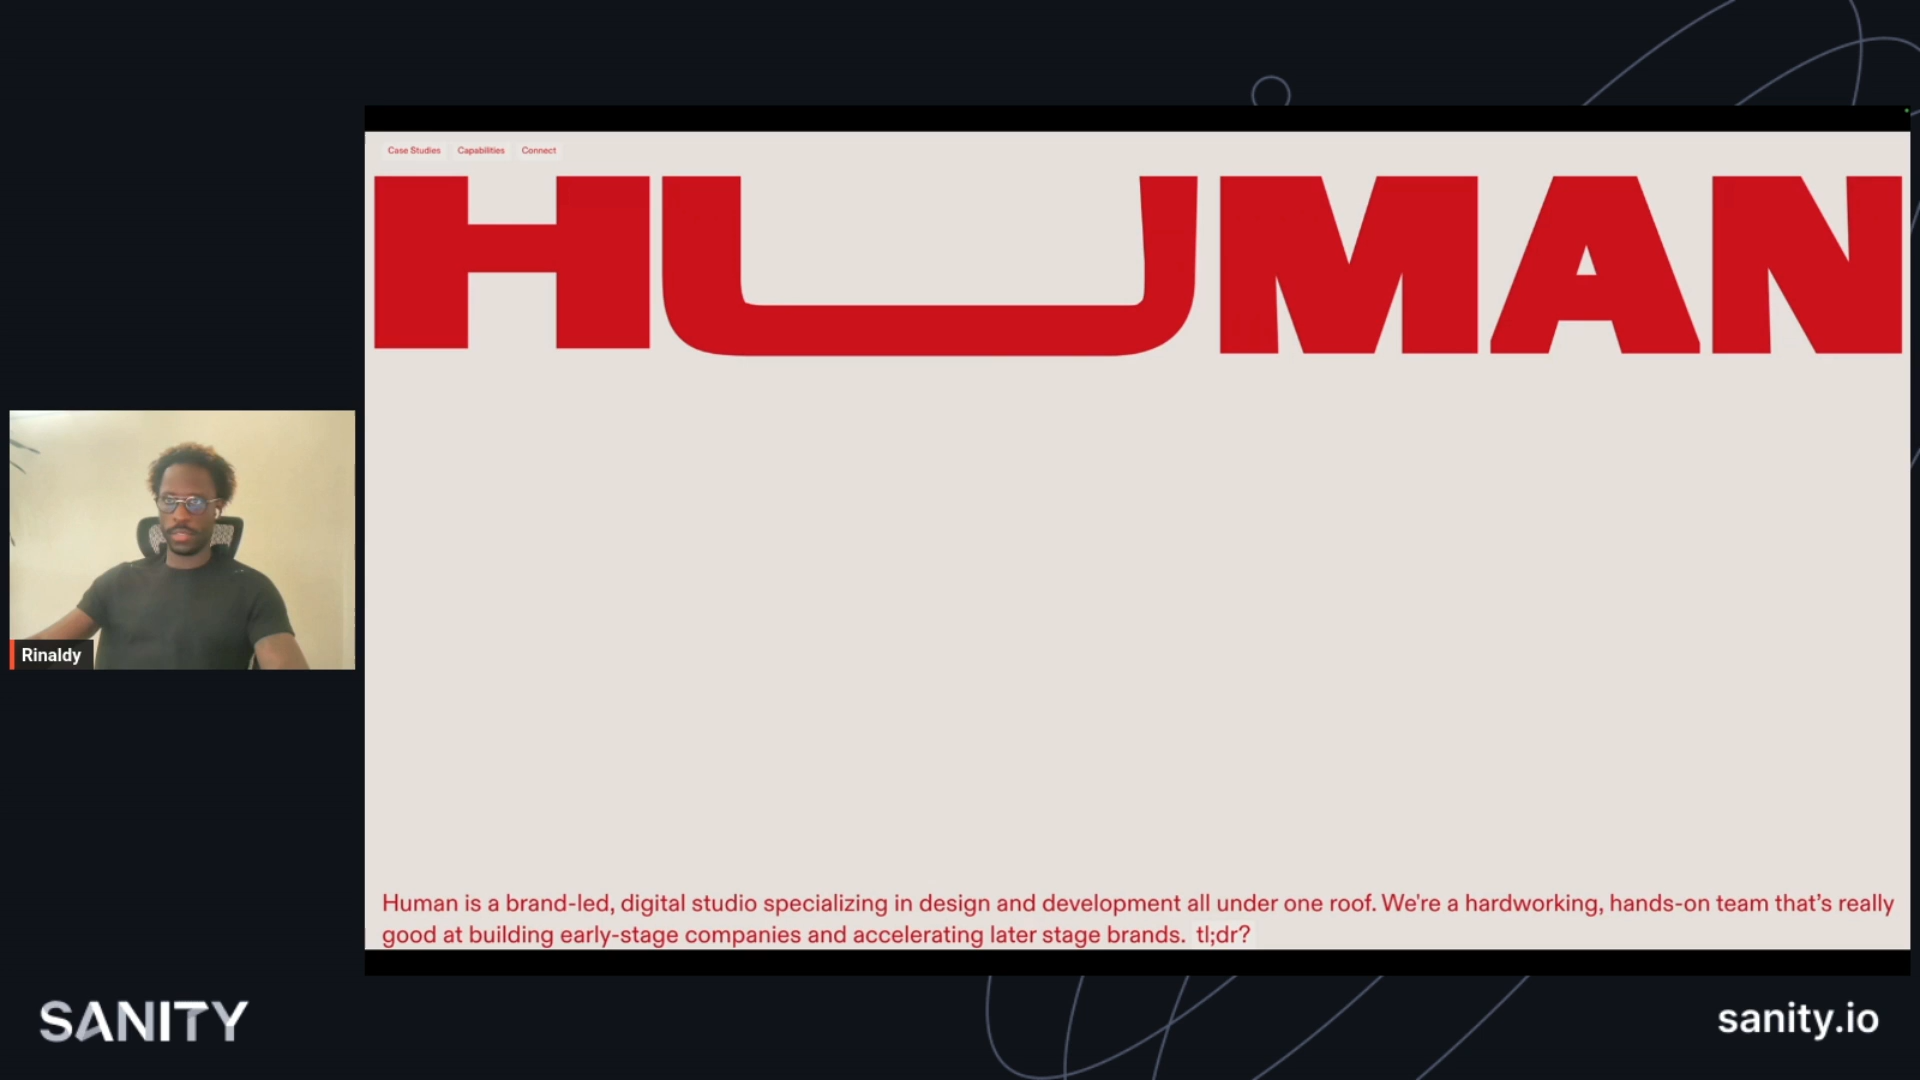 Case Studies Capabilities Connect
HUMAN
Rinaldy
Human is a brand-led, digital studio specializing in design and development all under one roof. We're a hardworking, hands-on team that’s really
good at building early-stage companies and accelerating later stage brands. tl;dr?
SANITY
sanity.io